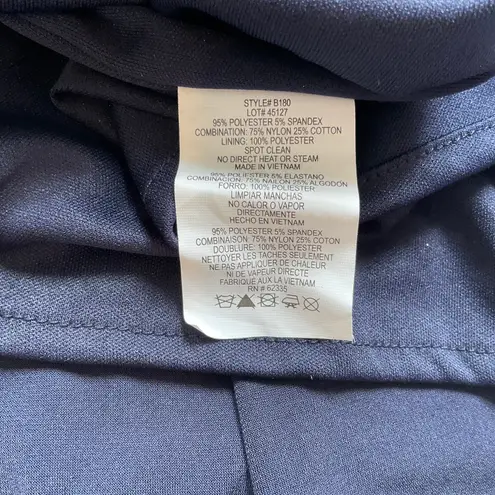 STYLE# B180
LOT# 45127
95% POLYESTER 5% SPANDEX
COMBINATION: 75% NYLON 25% COTTON
LINING: 100% POLYESTER
SPOT CLEAN
NO DIRECT HEAT OR STEAM
MADE IN VIETNAM
95% POLIESTER 5% ELASTANO
COMBINACION: 75% NAILON 25% ALGODON
FORRO: 100% POLIESTER
LIMPIAR MANCHAS
NO CALOR O VAPOR
DIRECTAMENTE
HECHO EN VIETNAM
95% POLYESTER 5% SPANDEX
COMBINAISON: 75% NYLON 25% COTON
DOUBLURE: 100% POLYESTER
NETTOYER LES TACHES SEULEMENT
NE PAS APPLIQUER DE CHALEUR
NI DE VAPEUR DIRECTE
FABRIQUÉ AUX LA VIETNAM
RN # 62335